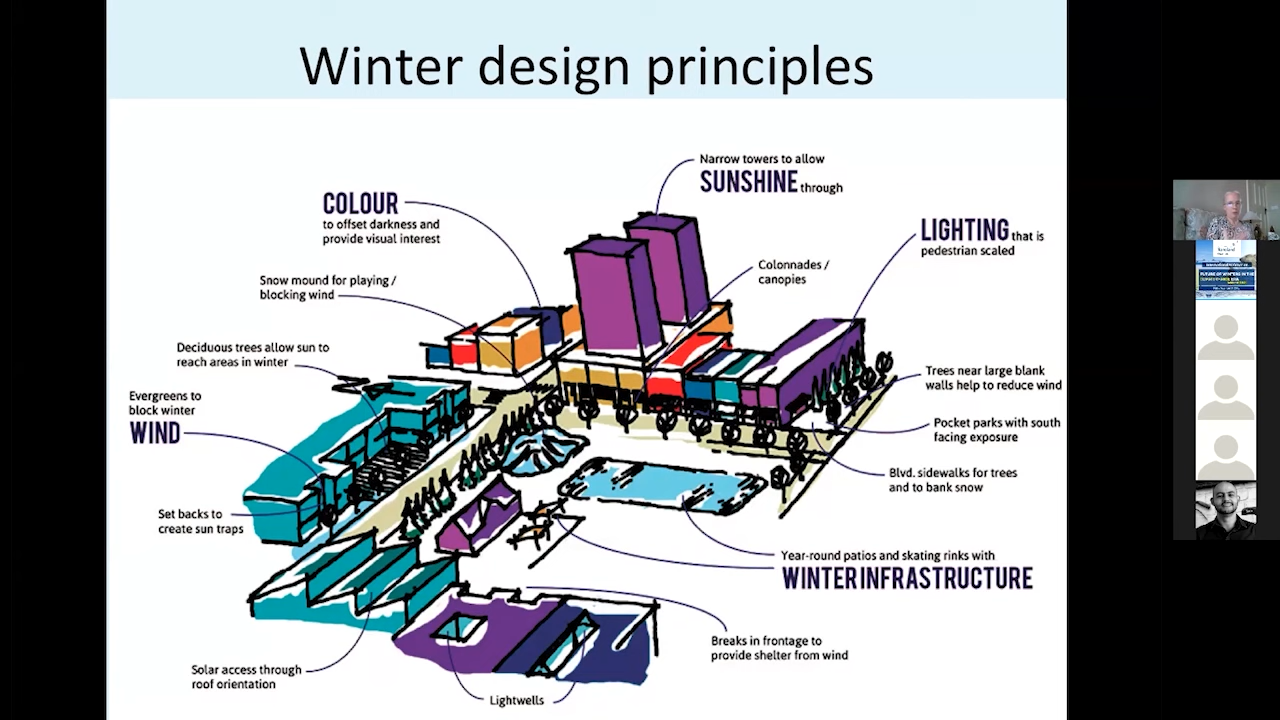 Winter design principles
Narrow towers to allow
SUNSHINE through
COLOUR
to offset darkness and
provide visual interest
LIGHTING that is
pedestrian scaled
Colonnades /
canopies
Snow mound for playing /
blocking wind
Deciduous trees allow sun to
reach areas in winter
Trees near large blank
walls help to reduce wind
Evergreens to
block winter
WIND
Pocket parks with south
facing exposure
Blvd. sidewalks for trees
and to bank snow
Set backs to
create sun traps
Year-round patios and skating rinks with
WINTER INFRASTRUCTURE
Breaks in frontage to
provide shelter from wind
Solar access through
roof orientation
Lightwells